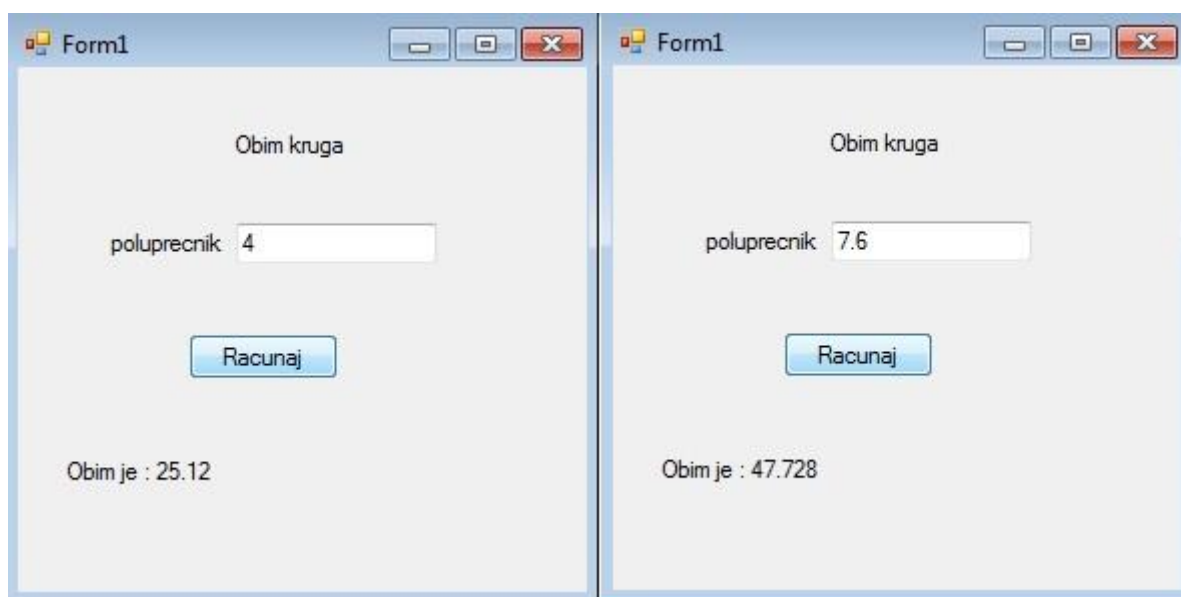 Form1
Obim kruga
poluprecnik 4
Racunaj
Obim je : 25.12
Form1
Obim kruga
poluprecnik 7.6
Racunaj
Obim je : 47.728